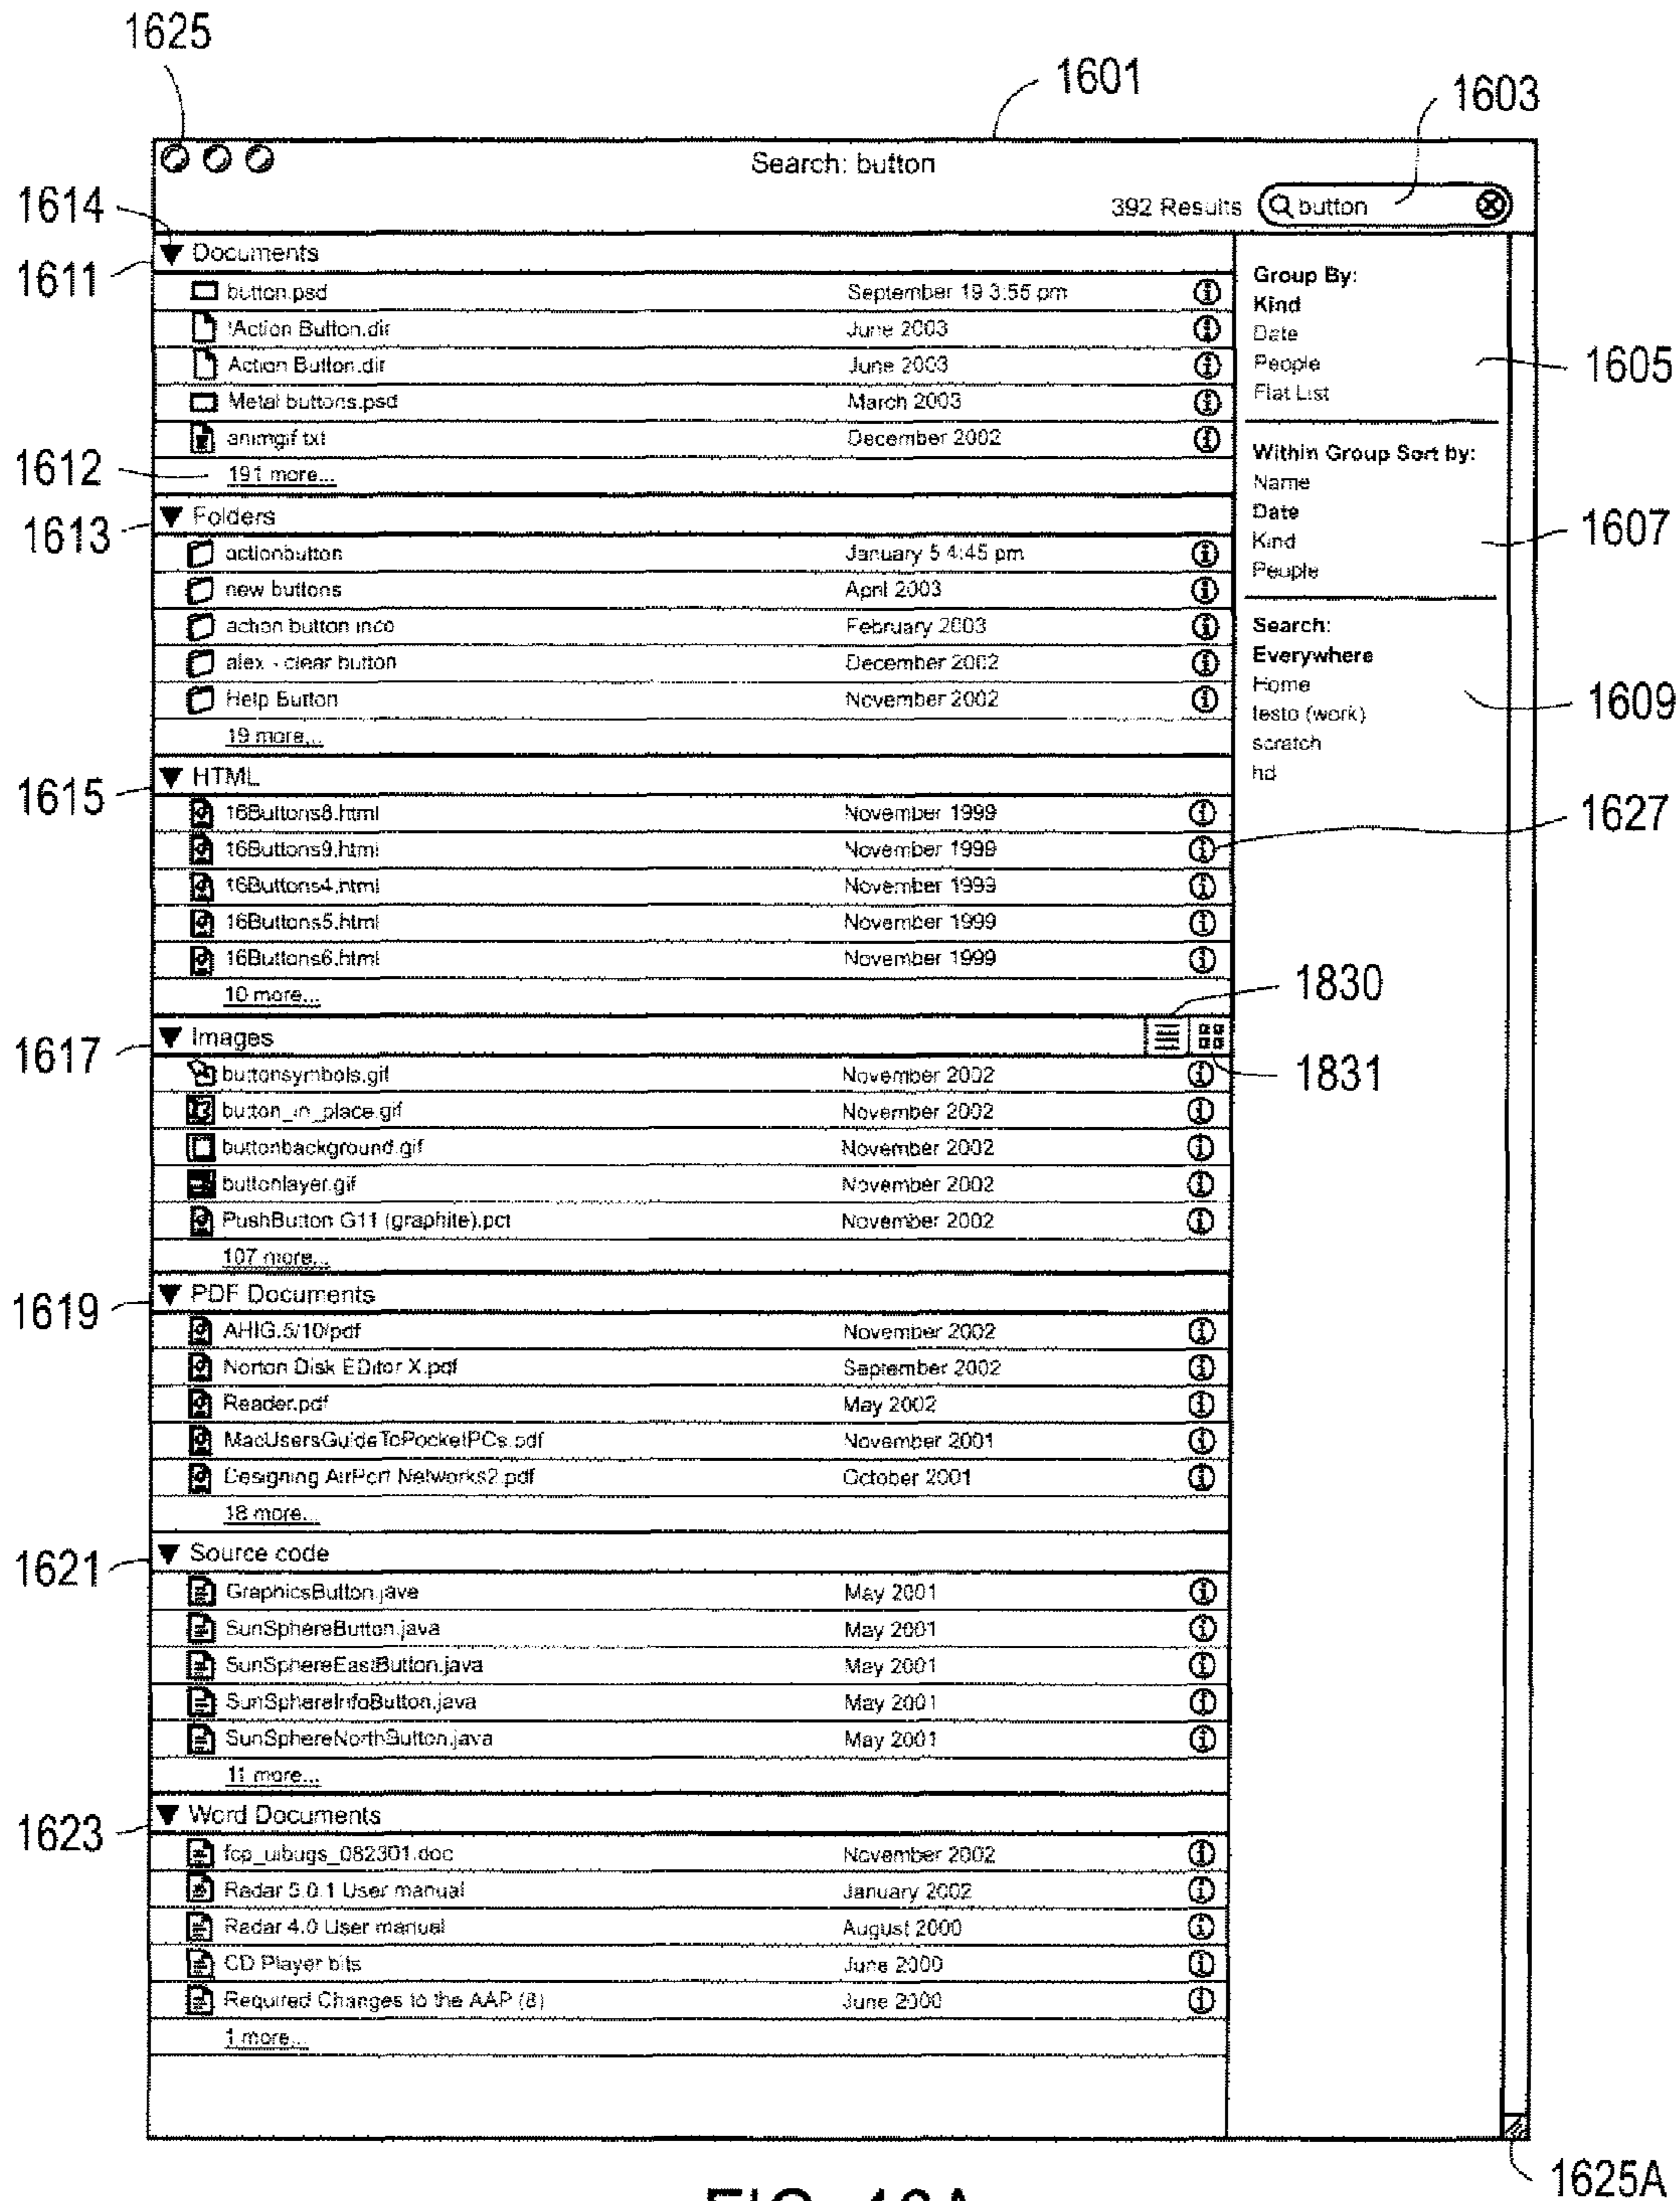 1625
1601
1603
Search: button
392 Results button
1614
1611
Documents
button.psd September 19 3:55 pm
!Action Button.dir June 2003
Action Button.dir June 2003
Metal buttons.psd March 2003
animgif txt December 2002
1612
191 more...
1613
Folders
actionbutton January 5 4:45 pm
new buttons April 2003
action button inco February 2003
alex - clear button December 2002
Help Button November 2002
19 more...
1615
HTML
16Buttons8.html November 1999
16Buttons9.html November 1999
16Buttons4.html November 1999
16Buttons5.html November 1999
16Buttons6.html November 1999
10 more...
1617
Images
1830
1831
buttonsymbols.gif November 2002
button_in_place.gif November 2002
buttonbackground.gif November 2002
buttonlayer.gif November 2002
PushButton G11 (graphite).pct November 2002
107 more...
1619
PDF Documents
AHIG.5/10/pdf November 2002
Norton Disk EDitor X.pdf September 2002
Reader.pdf May 2002
MacUsersGuideToPocketPCs.pdf November 2001
Designing AirPort Networks2.pdf October 2001
18 more...
1621
Source code
GraphicsButton.jave May 2001
SunSphereButton.java May 2001
SunSphereEastButton.java May 2001
SunSphereInfoButton.java May 2001
SunSphereNorthButton.java May 2001
11 more...
1623
Word Documents
fcp_uibugs_082301.doc November 2002
Radar 5.0.1 User manual January 2002
Radar 4.0 User manual August 2000
CD Player bits June 2000
Required Changes to the AAP (8) June 2000
1 more...
Group By:
Kind
Date
People
Flat List
1605
Within Group Sort by:
Name
Date
Kind
People
1607
Search:
Everywhere
Home
testo (work)
scratch
hd
1609
1627
1625A